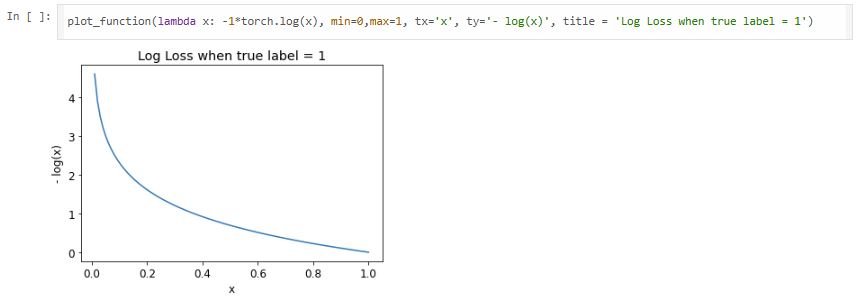 In [ ]: plot_function(lambda x: -1*torch.log(x), min=0,max=1, tx='x', ty='- log(x)', title = 'Log Loss when true label = 1')
Log Loss when true label = 1
4
3
2
1
0
- log(x)
0.0 0.2 0.4 0.6 0.8 1.0
x